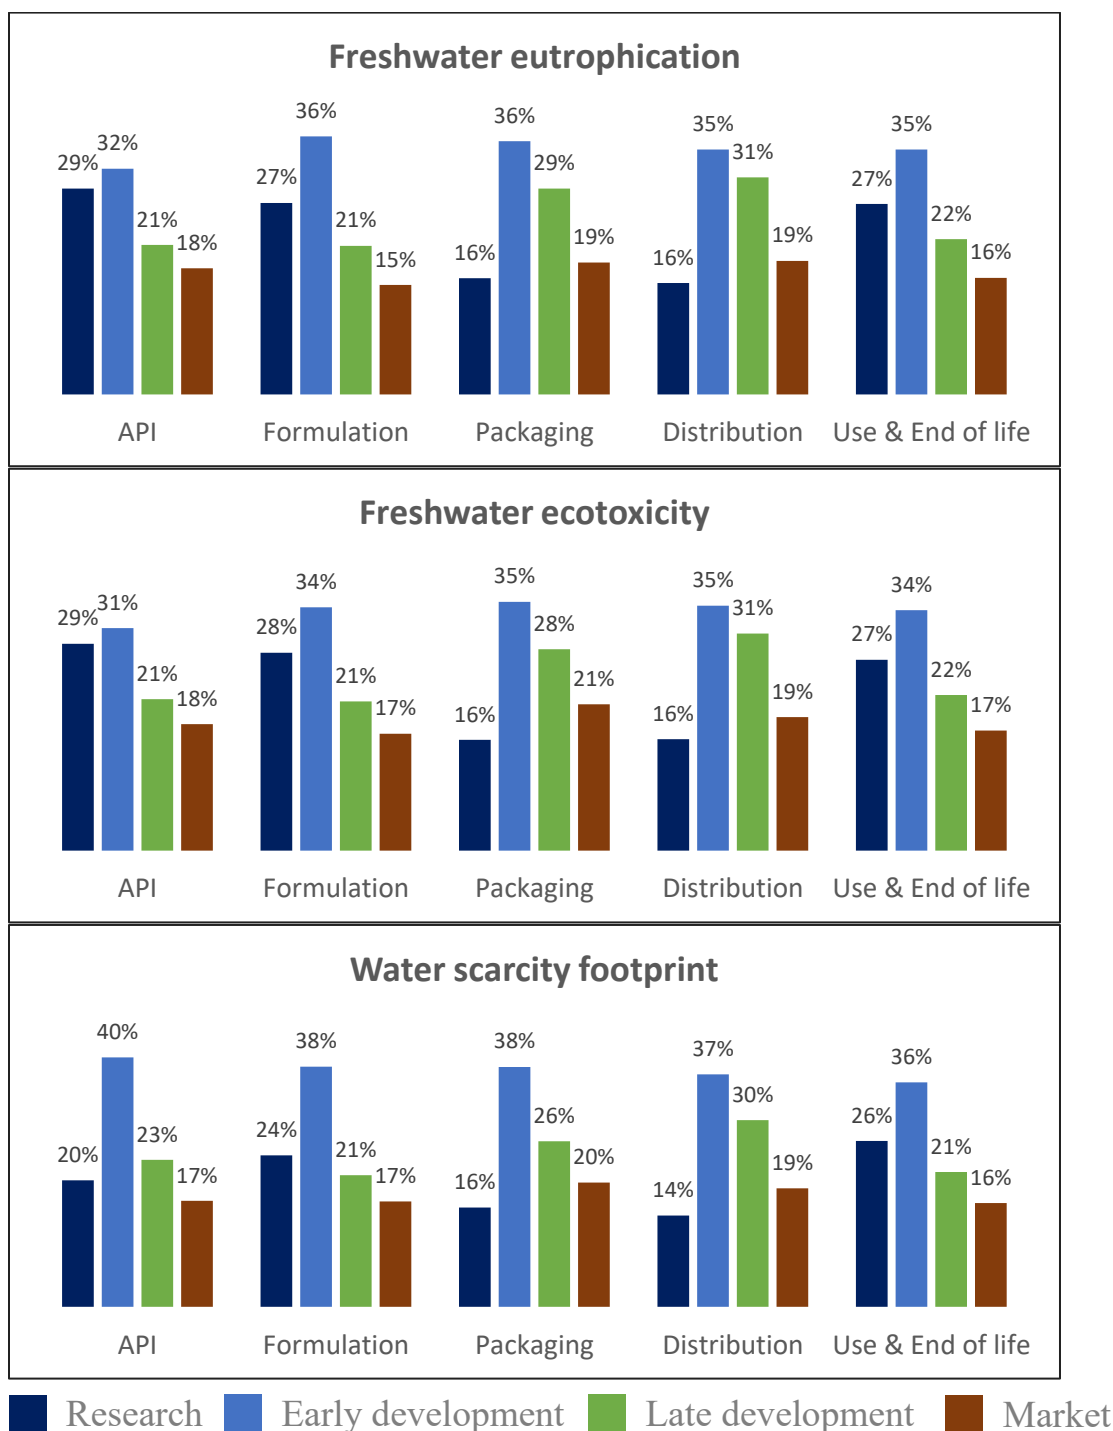 Freshwater eutrophication
29% 32% 21% 18% 27% 36% 21% 15% 16% 36% 29% 19% 16% 35% 31% 19% 27% 35% 22% 16%
API Formulation Packaging Distribution Use & End of life
Freshwater ecotoxicity
29% 31% 21% 18% 28% 34% 21% 17% 16% 35% 28% 21% 16% 35% 31% 19% 27% 34% 22% 17%
API Formulation Packaging Distribution Use & End of life
Water scarcity footprint
20% 40% 23% 17% 24% 38% 21% 17% 16% 38% 26% 20% 14% 37% 30% 19% 26% 36% 21% 16%
API Formulation Packaging Distribution Use & End of life
Research Early development Late development Market